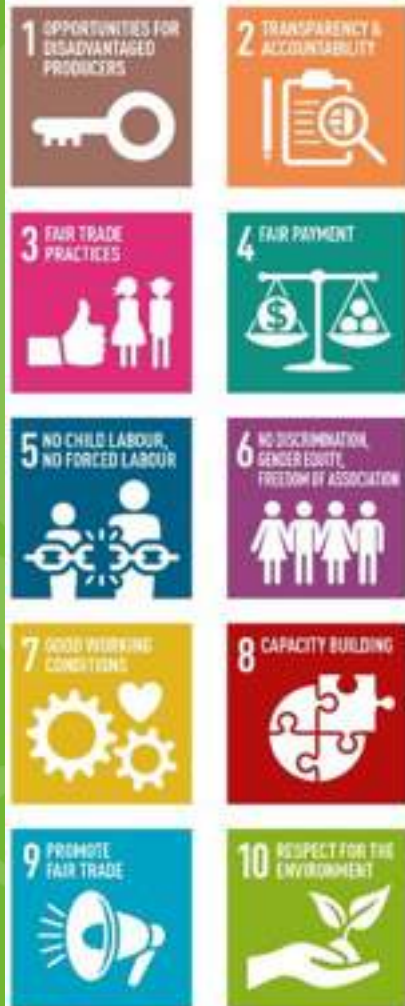 1 OPPORTUNITIES FOR
DISADVANTAGED
PRODUCERS
2 TRANSPARENCY &
ACCOUNTABILITY
3 FAIR TRADE
PRACTICES
4 FAIR PAYMENT
$
5 NO CHILD LABOUR,
NO FORCED LABOUR
6 NO DISCRIMINATION,
GENDER EQUITY,
FREEDOM OF ASSOCIATION
7 GOOD WORKING
CONDITIONS
8 CAPACITY BUILDING
9 PROMOTE
FAIR TRADE
10 RESPECT FOR THE
ENVIRONMENT